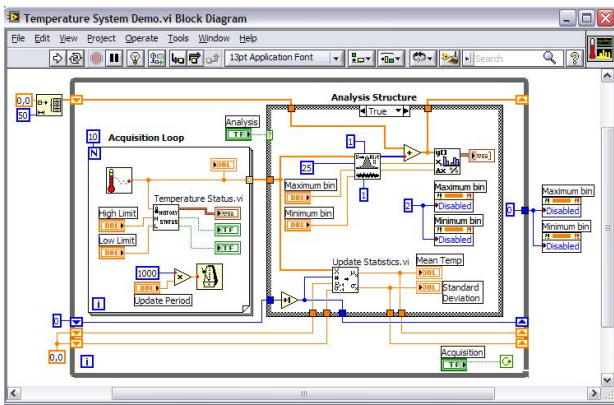 Temperature System Demo.vi Block Diagram
File Edit View Project Operate Tools Window Help
13pt Application Font
Search
0,0
50
Analysis Structure
True
Analysis
TF
10
N
Acquisition Loop
DBL
1
25
1
Temperature Status.vi
HISTORY
STATUS
High Limit
DBL
Low Limit
DBL
TF
TF
1000
DBL
Update Period
i
Maximum bin
DBL
Minimum bin
DBL
2
Maximum bin
Disabled
Minimum bin
Disabled
0
Maximum bin
Disabled
Minimum bin
Disabled
Update Statistics.vi
Mean Temp
DBL
DBL
Standard
Deviation
+1
0
0,0
i
Acquisition
TF